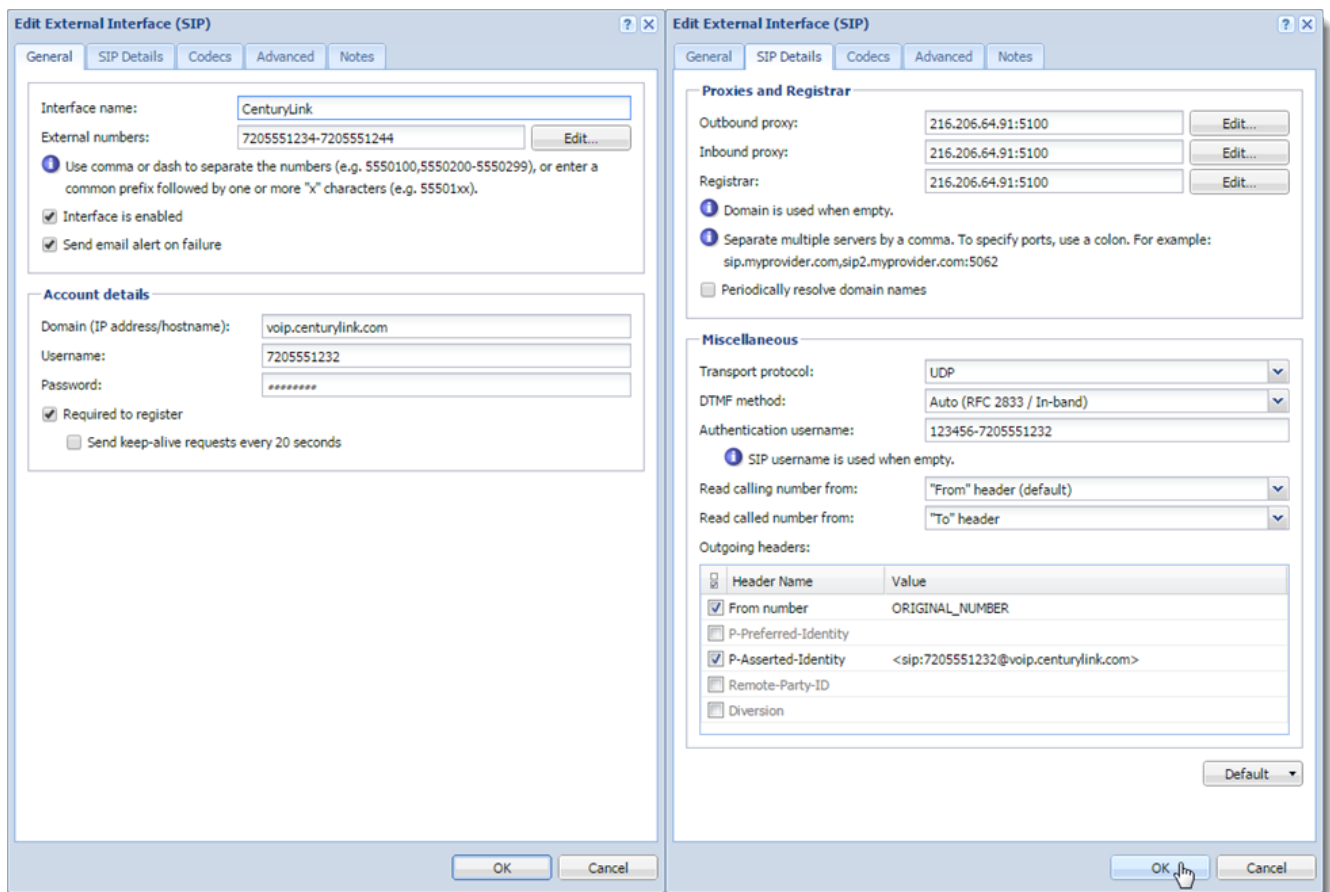 Edit External Interface (SIP)
General SIP Details Codecs Advanced Notes
Interface name: CenturyLink
External numbers: 7205551234-7205551244 Edit...
Use comma or dash to separate the numbers (e.g. 5550100,5550200-5550299), or enter a
common prefix followed by one or more "x" characters (e.g. 55501xx).
Interface is enabled
Send email alert on failure
Account details
Domain (IP address/hostname): voip.centurylink.com
Username: 7205551232
Password: ********
Required to register
Send keep-alive requests every 20 seconds
OK Cancel
Edit External Interface (SIP)
General SIP Details Codecs Advanced Notes
Proxies and Registrar
Outbound proxy: 216.206.64.91:5100 Edit...
Inbound proxy: 216.206.64.91:5100 Edit...
Registrar: 216.206.64.91:5100 Edit...
Domain is used when empty.
Separate multiple servers by a comma. To specify ports, use a colon. For example:
sip.myprovider.com,sip2.myprovider.com:5062
Periodically resolve domain names
Miscellaneous
Transport protocol: UDP
DTMF method: Auto (RFC 2833 / In-band)
Authentication username: 123456-7205551232
SIP username is used when empty.
Read calling number from: "From" header (default)
Read called number from: "To" header
Outgoing headers:
Header Name Value
From number ORIGINAL_NUMBER
P-Preferred-Identity
P-Asserted-Identity <sip:7205551232@voip.centurylink.com>
Remote-Party-ID
Diversion
Default
OK Cancel